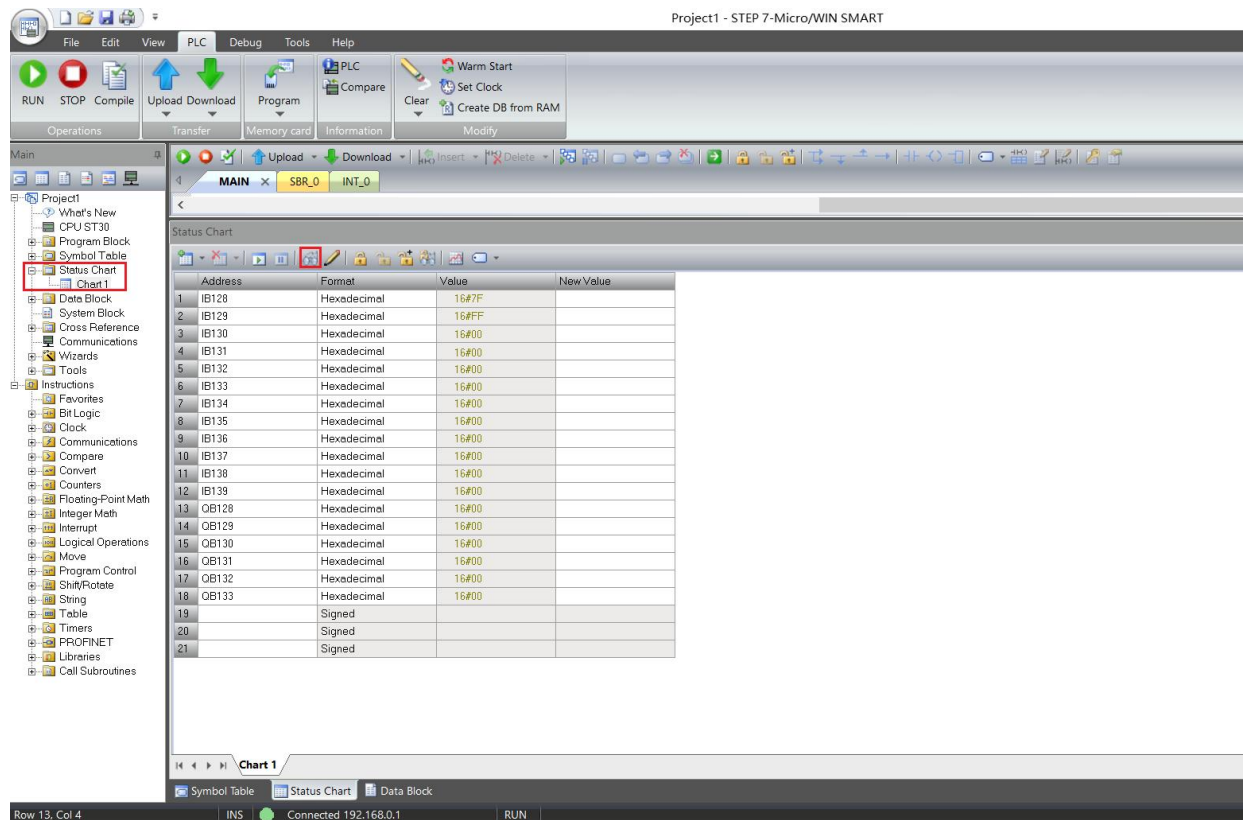 Project1 - STEP 7-Micro/WIN SMART
File Edit View PLC Debug Tools Help
RUN STOP Compile Upload Download Program PLC Compare Clear Warm Start Set Clock Create DB from RAM
Operations Transfer Memory card Information Modify
Main
Upload Download Insert Delete
MAIN SBR_0 INT_0
Project1
What's New
CPU ST30
Program Block
Symbol Table
Status Chart
Chart 1
Data Block
System Block
Cross Reference
Communications
Wizards
Tools
Instructions
Favorites
Bit Logic
Clock
Communications
Compare
Convert
Counters
Floating-Point Math
Integer Math
Interrupt
Logical Operations
Move
Program Control
Shift/Rotate
String
Table
Timers
PROFINET
Libraries
Call Subroutines
Status Chart
Address Format Value New Value
1 IB128 Hexadecimal 16#7F
2 IB129 Hexadecimal 16#FF
3 IB130 Hexadecimal 16#00
4 IB131 Hexadecimal 16#00
5 IB132 Hexadecimal 16#00
6 IB133 Hexadecimal 16#00
7 IB134 Hexadecimal 16#00
8 IB135 Hexadecimal 16#00
9 IB136 Hexadecimal 16#00
10 IB137 Hexadecimal 16#00
11 IB138 Hexadecimal 16#00
12 IB139 Hexadecimal 16#00
13 QB128 Hexadecimal 16#00
14 QB129 Hexadecimal 16#00
15 QB130 Hexadecimal 16#00
16 QB131 Hexadecimal 16#00
17 QB132 Hexadecimal 16#00
18 QB133 Hexadecimal 16#00
19 Signed
20 Signed
21 Signed
Chart 1
Symbol Table Status Chart Data Block
Row 13, Col 4 INS Connected 192.168.0.1 RUN